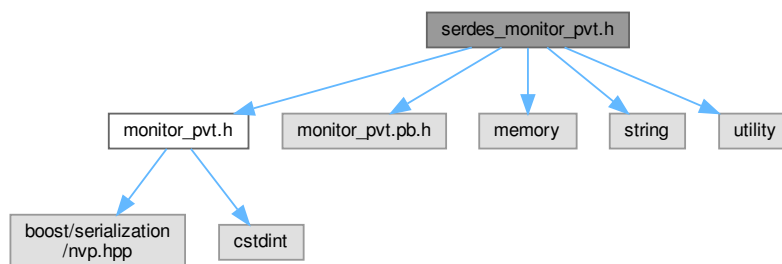 serdes_monitor_pvt.h
monitor_pvt.h
monitor_pvt.pb.h
memory
string
utility
boost/serialization
/nvp.hpp
cstdint